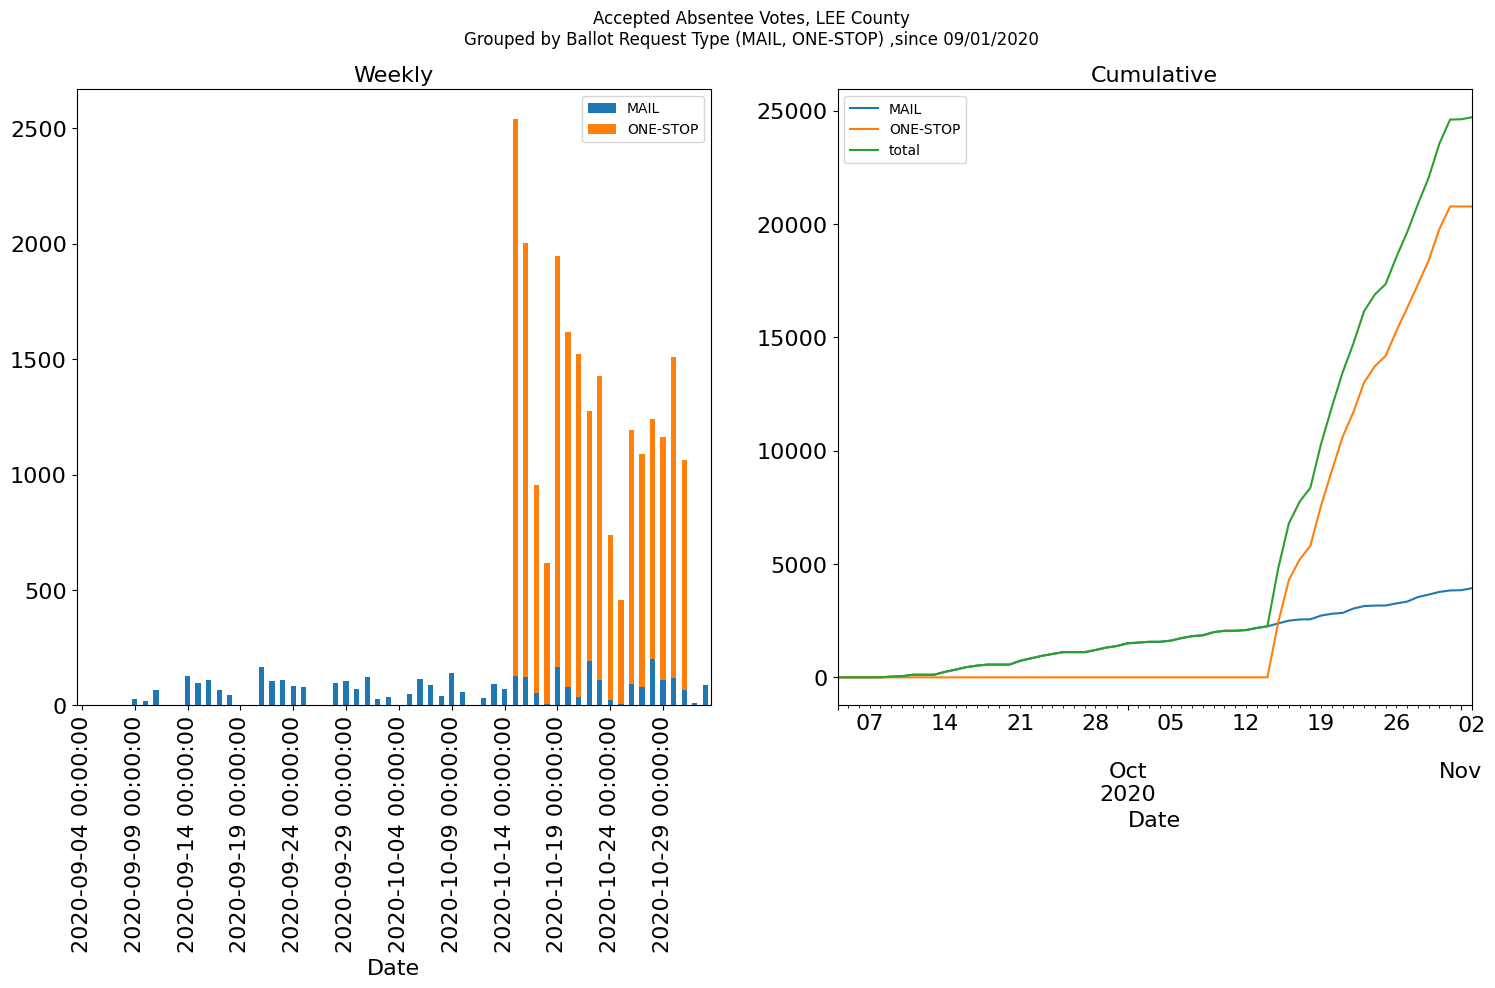 Accepted Absentee Votes, LEE County
Grouped by Ballot Request Type (MAIL, ONE-STOP) ,since 09/01/2020
Weekly
MAIL
ONE-STOP
2500
2000
1500
1000
500
0
2020-09-04 00:00:00
2020-09-09 00:00:00
2020-09-14 00:00:00
2020-09-19 00:00:00
2020-09-24 00:00:00
2020-09-29 00:00:00
2020-10-04 00:00:00
2020-10-09 00:00:00
2020-10-14 00:00:00
2020-10-19 00:00:00
2020-10-24 00:00:00
2020-10-29 00:00:00
Date
Cumulative
MAIL
ONE-STOP
total
25000
20000
15000
10000
5000
0
07 14 21 28 05 12 19 26 02
Oct Nov
2020
Date